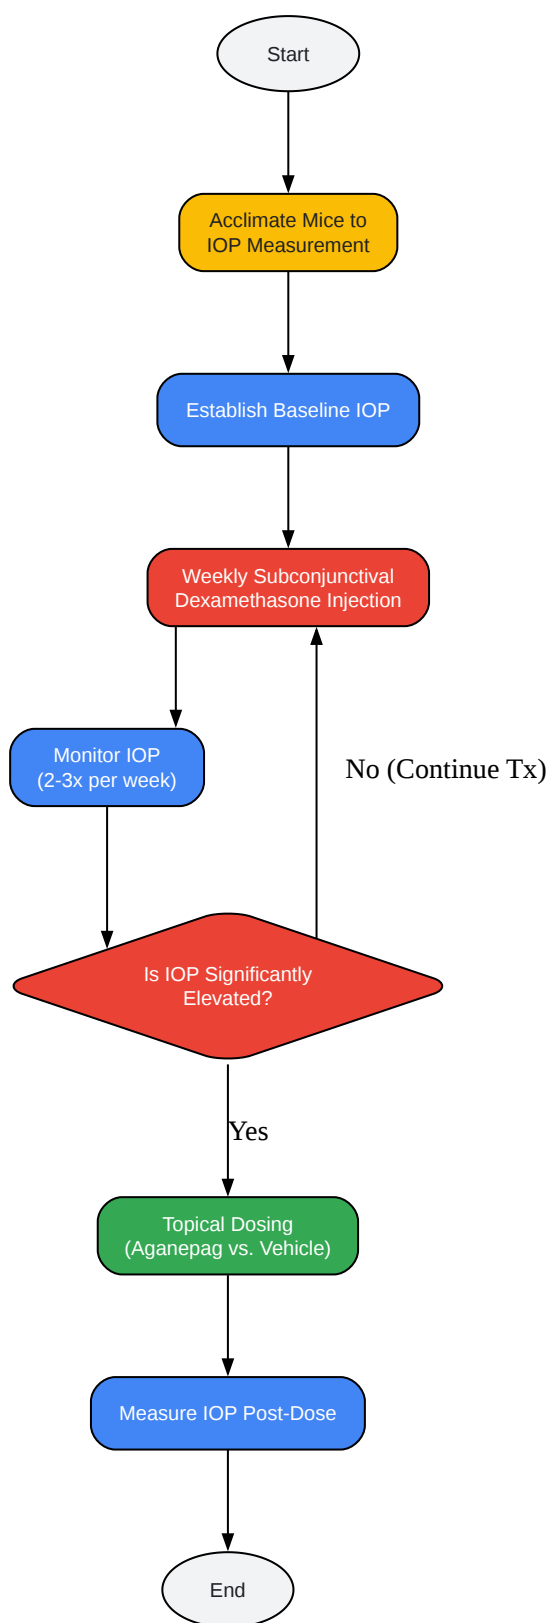 Start
Acclimate Mice to
IOP Measurement
Establish Baseline IOP
Weekly Subconjunctival
Dexamethasone Injection
Monitor IOP
(2-3x per week)
No (Continue Tx)
Is IOP Significantly
Elevated?
Yes
Topical Dosing
(Aganepag vs. Vehicle)
Measure IOP Post-Dose
End